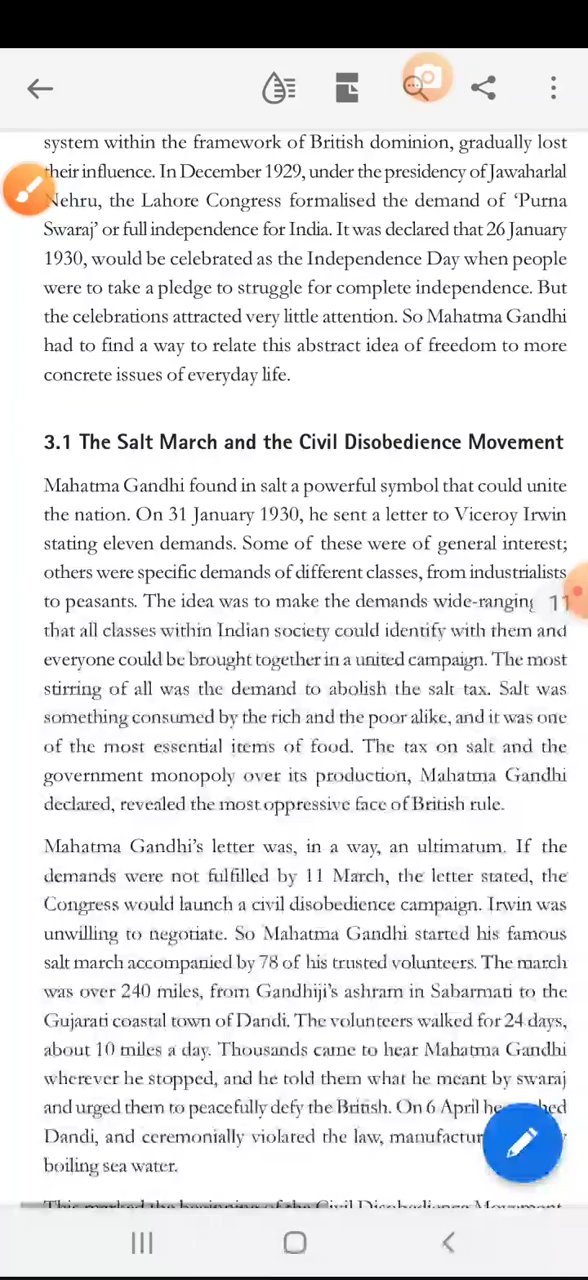 system within the framework of British dominion, gradually lost
their influence. In December 1929, under the presidency of Jawaharlal
Nehru, the Lahore Congress formalised the demand of ‘Purna
Swaraj’ or full independence for India. It was declared that 26 January
1930, would be celebrated as the Independence Day when people
were to take a pledge to struggle for complete independence. But
the celebrations attracted very little attention. So Mahatma Gandhi
had to find a way to relate this abstract idea of freedom to more
concrete issues of everyday life.
3.1 The Salt March and the Civil Disobedience Movement
Mahatma Gandhi found in salt a powerful symbol that could unite
the nation. On 31 January 1930, he sent a letter to Viceroy Irwin
stating eleven demands. Some of these were of general interest;
others were specific demands of different classes, from industrialists
to peasants. The idea was to make the demands wide-ranging 11
that all classes within Indian society could identify with them and
everyone could be brought together in a united campaign. The most
stirring of all was the demand to abolish the salt tax. Salt was
something consumed by the rich and the poor alike, and it was one
of the most essential items of food. The tax on salt and the
government monopoly over its production, Mahatma Gandhi
declared, revealed the most oppressive face of British rule.
Mahatma Gandhi’s letter was, in a way, an ultimatum. If the
demands were not fulfilled by 11 March, the letter stated, the
Congress would launch a civil disobedience campaign. Irwin was
unwilling to negotiate. So Mahatma Gandhi started his famous
salt march accompanied by 78 of his trusted volunteers. The march
was over 240 miles, from Gandhiji’s ashram in Sabarmati to the
Gujarati coastal town of Dandi. The volunteers walked for 24 days,
about 10 miles a day. Thousands came to hear Mahatma Gandhi
wherever he stopped, and he told them what he meant by swaraj
and urged them to peacefully defy the British. On 6 April he
Dandi, and ceremonially violated the law,
boiling sea water.
This marked the beginning of the Civil Disobedience Movement